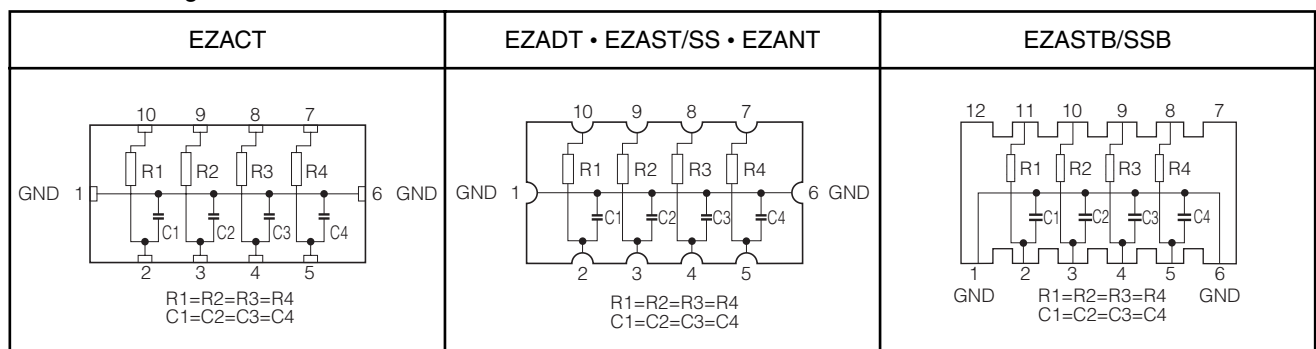 EZACT
EZADT • EZAST/SS • EZANT
EZASTB/SSB
10 9 8 7
R1 R2 R3 R4
GND 1 6 GND
C1 C2 C3 C4
2 3 4 5
R1=R2=R3=R4
C1=C2=C3=C4
10 9 8 7
R1 R2 R3 R4
GND 1 6 GND
C1 C2 C3 C4
2 3 4 5
R1=R2=R3=R4
C1=C2=C3=C4
12 11 10 9 8 7
R1 R2 R3 R4
C1 C2 C3 C4
1 2 3 4 5 6
GND GND
R1=R2=R3=R4
C1=C2=C3=C4